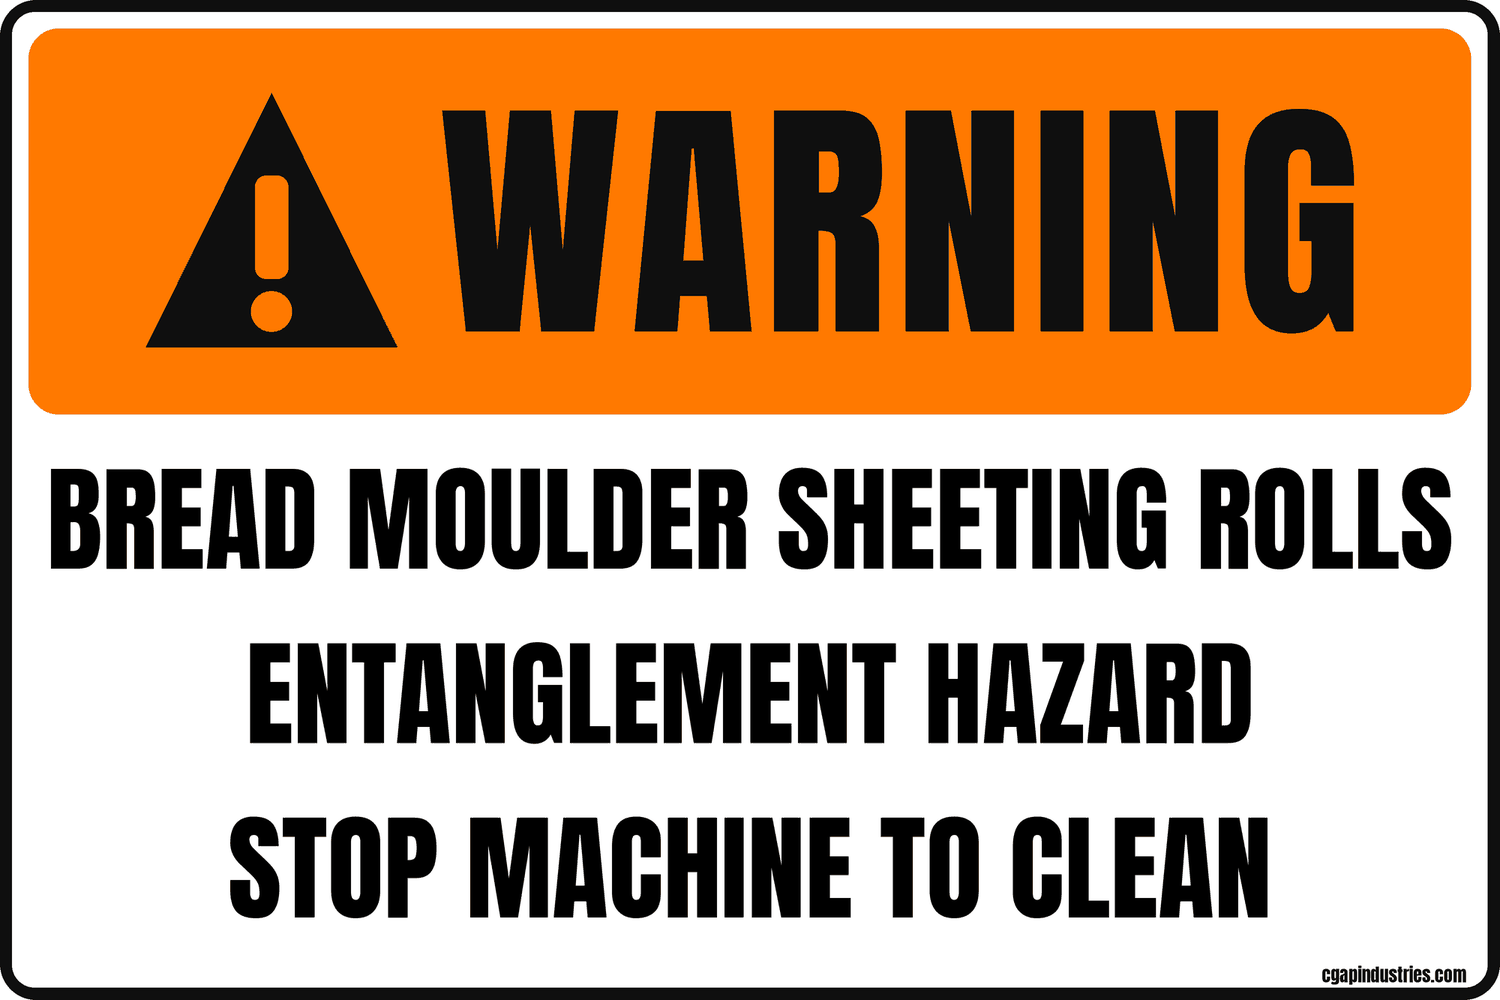 WARNING
BREAD MOULDER SHEETING ROLLS
ENTANGLEMENT HAZARD
STOP MACHINE TO CLEAN
cgapindustries.com